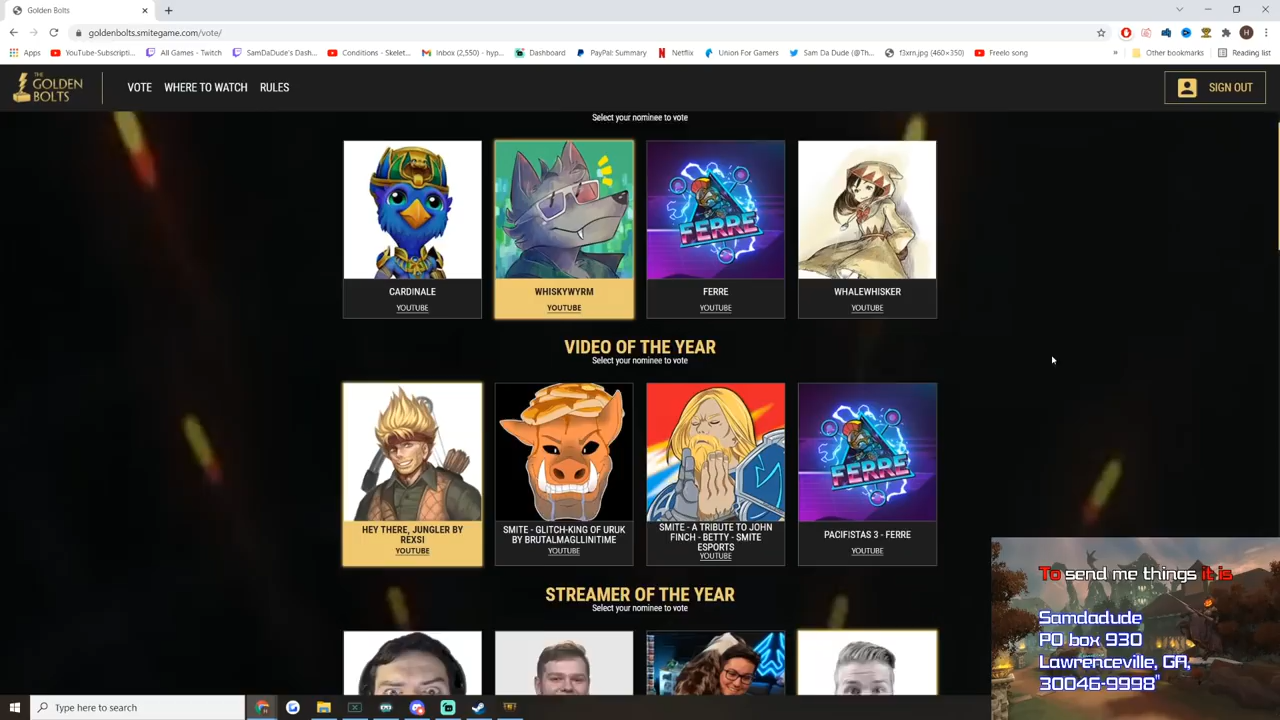 Golden Bolts
goldenbolts.smitegame.com/vote/
Apps
YouTube-Subscripti...
All Games - Twitch
SamDaDude's Dash...
Conditions - Skelet...
Inbox (2,550) - hyp...
Dashboard
PayPal: Summary
Netflix
Union For Gamers
Sam Da Dude (@Th...
f3xrn.jpg (460×350)
Freelo song
»
Other bookmarks
Reading list
THE
GOLDEN
BOLTS
VOTE
WHERE TO WATCH
RULES
SIGN OUT
Select your nominee to vote
FERRE
CARDINALE
YOUTUBE
WHISKYWYRM
YOUTUBE
FERRE
YOUTUBE
WHALEWHISKER
YOUTUBE
VIDEO OF THE YEAR
Select your nominee to vote
FERRE
HEY THERE, JUNGLER BY
REXSI
YOUTUBE
SMITE - GLITCH-KING OF URUK
BY BRUTALMAGLLINITIME
YOUTUBE
SMITE - A TRIBUTE TO JOHN
FINCH - BETTY - SMITE
ESPORTS
YOUTUBE
PACIFISTAS 3 - FERRE
YOUTUBE
STREAMER OF THE YEAR
Select your nominee to vote
To send me things it is
Samdadude
PO box 930
Lawrenceville, GA,
30046-9998"
Type here to search